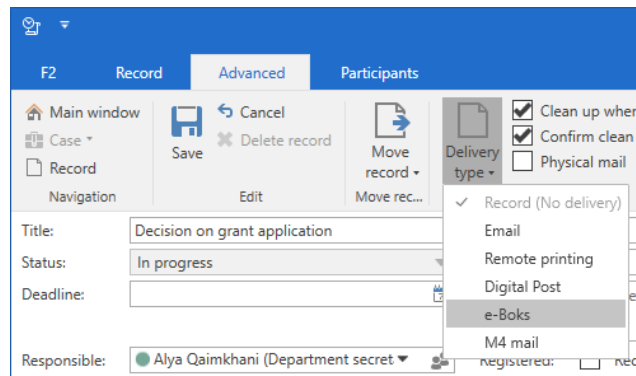 F2 Record Advanced Participants
Main window
Case
Record
Navigation
Save
Cancel
Delete record
Edit
Move
record
Move rec...
Delivery
type
Clean up when
Confirm clean
Physical mail
Record (No delivery)
Email
Remote printing
Digital Post
e-Boks
M4 mail
Title: Decision on grant application
Status: In progress
Deadline:
Responsible: Alya Qaimkhani (Department secret
Registered: